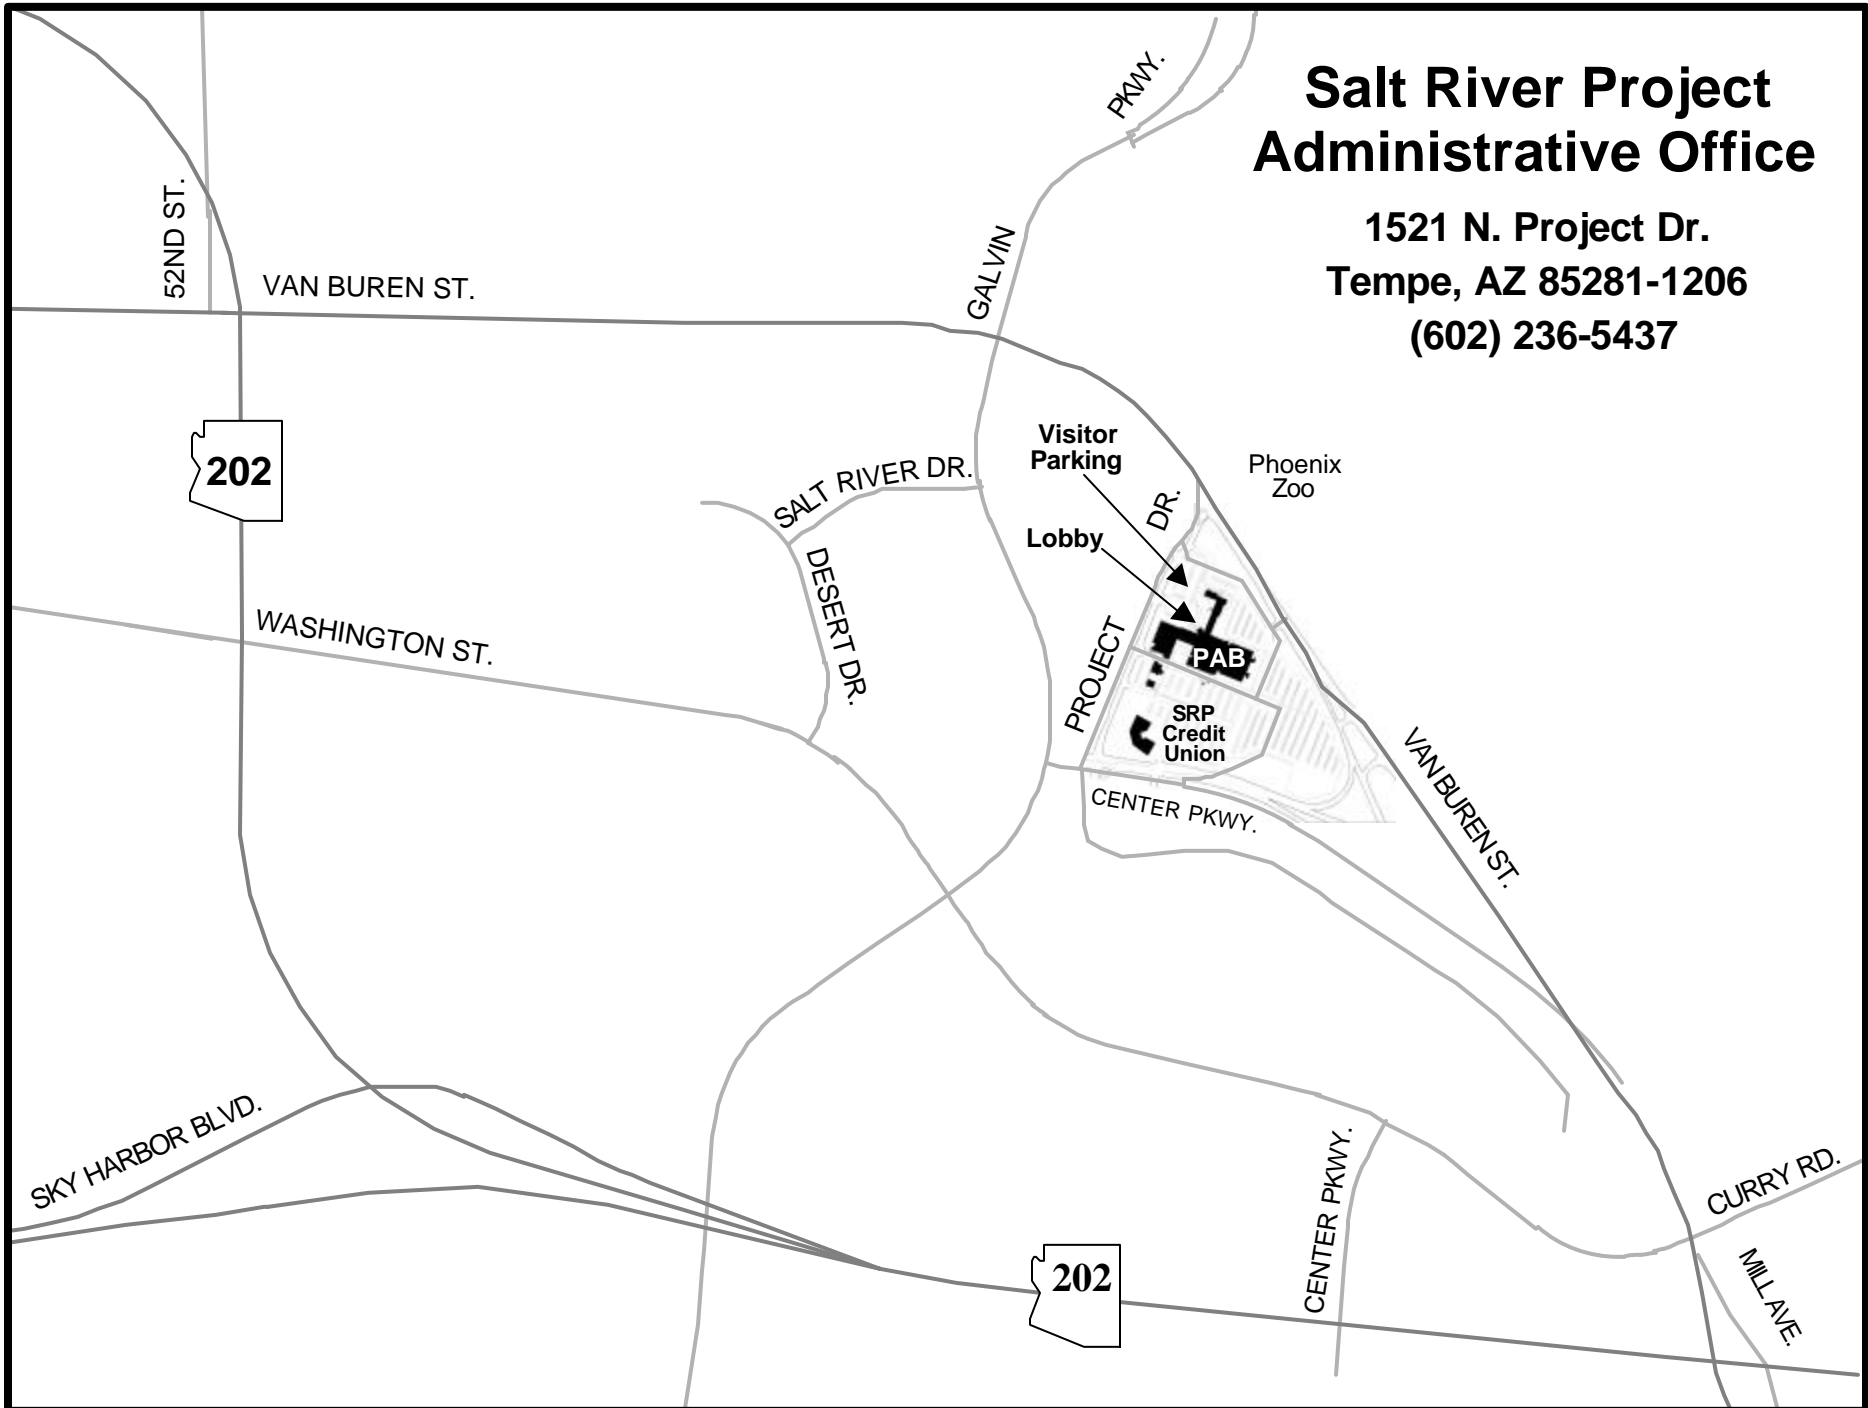 Salt River Project
Administrative Office
1521 N. Project Dr.
Tempe, AZ 85281-1206
(602) 236-5437
PKWY.
GALVIN
52ND ST.
VAN BUREN ST.
202
Visitor
Parking
Phoenix
Zoo
SALT RIVER DR.
DR.
Lobby
DESERT DR.
WASHINGTON ST.
PROJECT
PAB
SRP
Credit
Union
VAN BUREN ST.
CENTER PKWY.
SKY HARBOR BLVD.
CENTER PKWY.
CURRY RD.
202
MILL AVE.